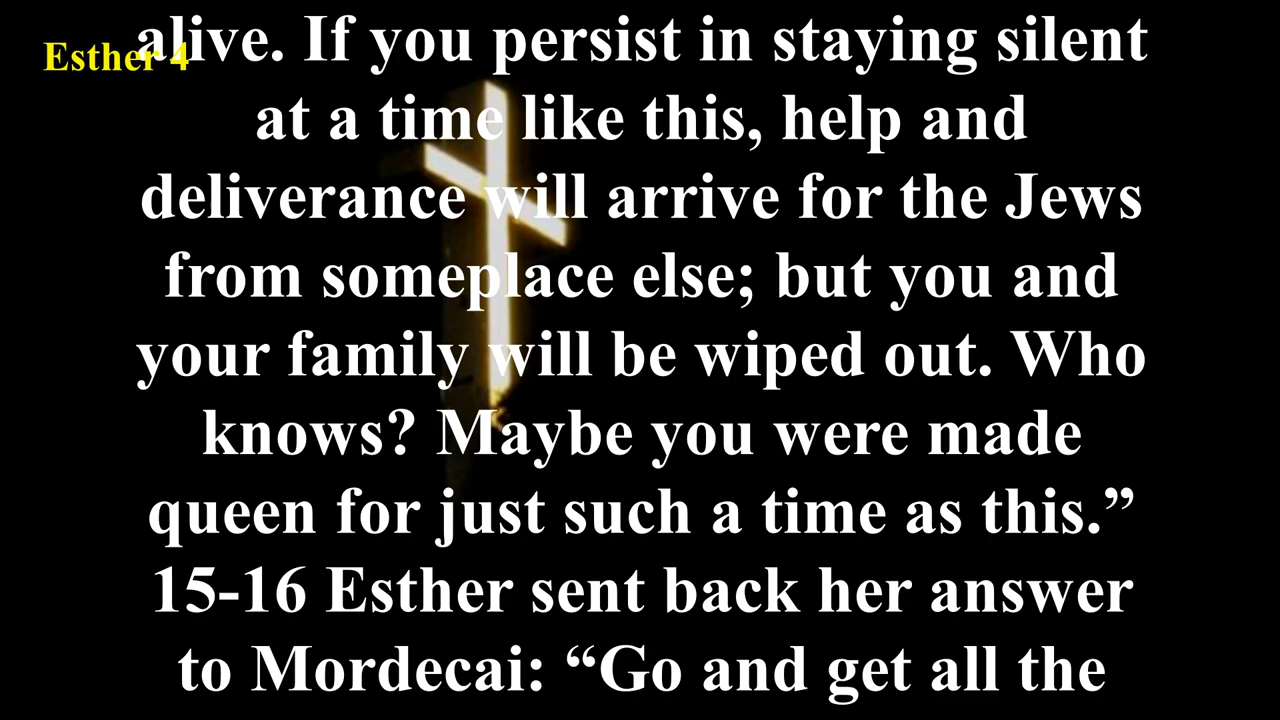 Esther 4
alive. If you persist in staying silent
at a time like this, help and
deliverance will arrive for the Jews
from someplace else; but you and
your family will be wiped out. Who
knows? Maybe you were made
queen for just such a time as this.”
15-16 Esther sent back her answer
to Mordecai: “Go and get all the